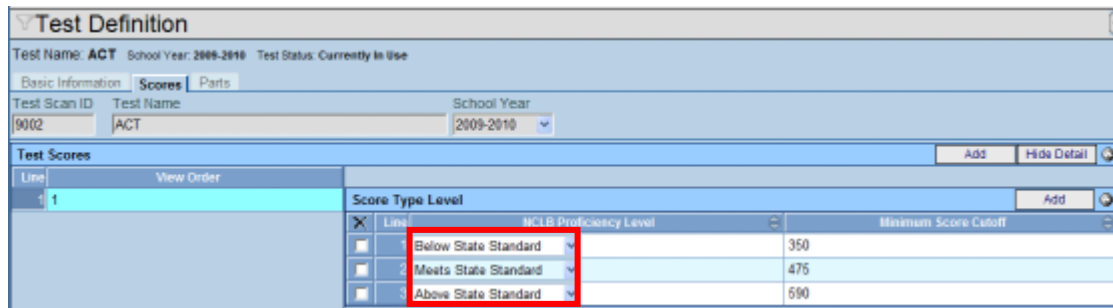 Test Definition
Test Name: ACT School Year: 2009-2010 Test Status: Currently In Use
Basic Information Scores Parts
Test Scan ID Test Name School Year
9002 ACT 2009-2010
Test Scores Add Hide Detail
Line View Order
1 1
Score Type Level Add
X Line NCLB Proficiency Level Minimum Score Cutoff
1 Below State Standard 350
2 Meets State Standard 475
3 Above State Standard 590